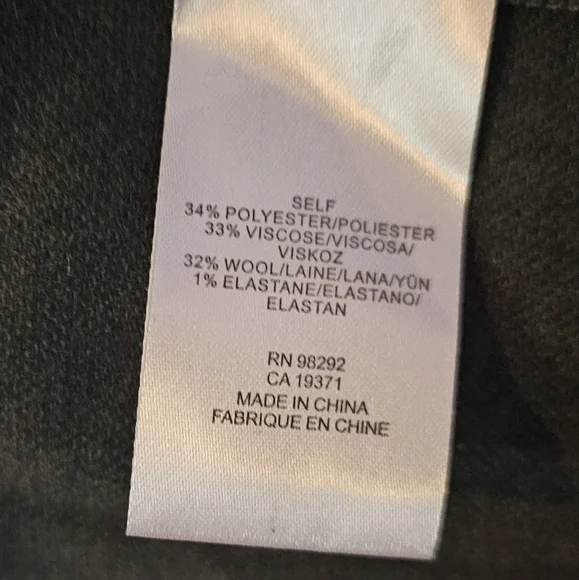 SELF
34% POLYESTER/POLIESTER
33% VISCOSE/VISCOSA/
VISKOZ
32% WOOL/LAINE/LANA/YÜN
1% ELASTANE/ELASTANO/
ELASTAN
RN 98292
CA 19371
MADE IN CHINA
FABRIQUE EN CHINE